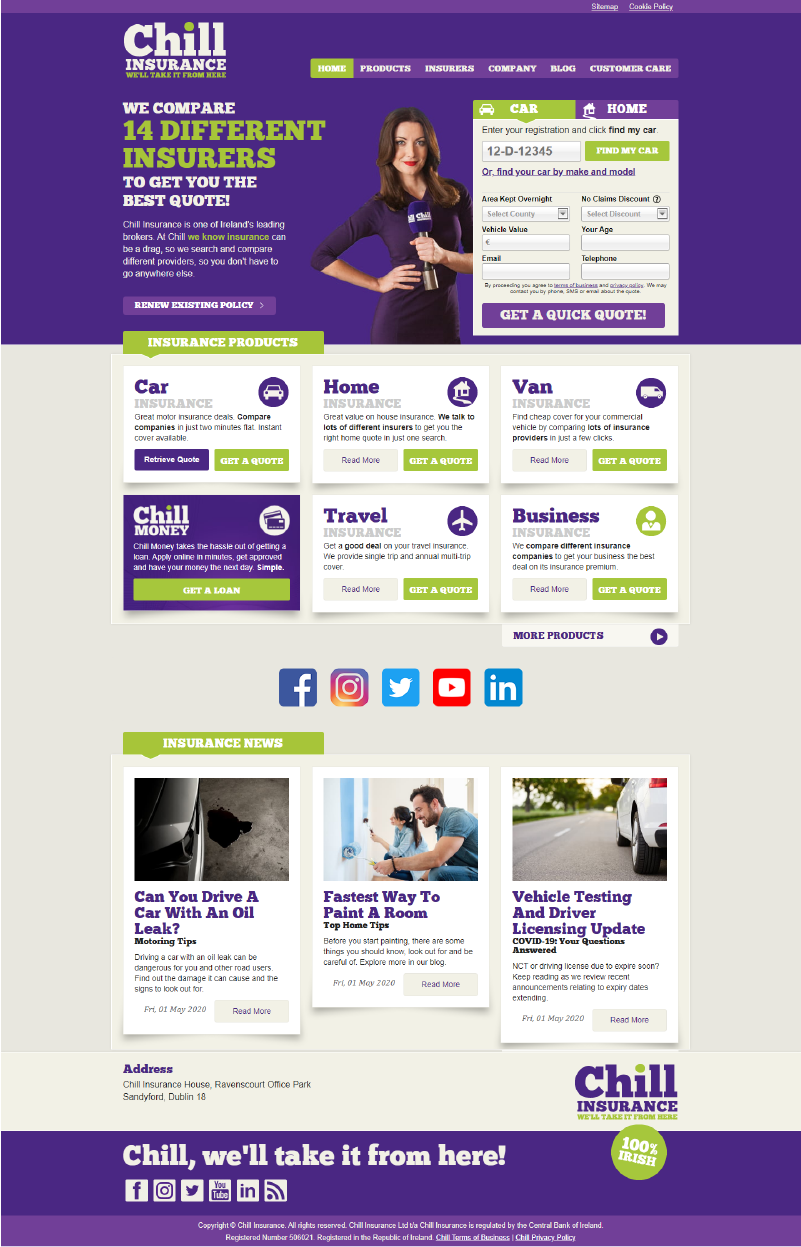 Sitemap Cookie Policy
Chill
INSURANCE
WE'LL TAKE IT FROM HERE
HOME PRODUCTS INSURERS COMPANY BLOG CUSTOMER CARE
WE COMPARE
14 DIFFERENT
INSURERS
TO GET YOU THE
BEST QUOTE!
Chill Insurance is one of Ireland's leading
brokers. At Chill we know insurance can
be a drag, so we search and compare
different providers, so you don't have to
go anywhere else.
RENEW EXISTING POLICY
Chill Chill
CAR HOME
Enter your registration and click find my car.
12-D-12345 FIND MY CAR
Or, find your car by make and model
Area Kept Overnight No Claims Discount ?
Select County Select Discount
Vehicle Value Your Age
€
Email Telephone
By proceeding you agree to terms of business and privacy policy. We may
contact you by phone, SMS or email about the quote.
GET A QUICK QUOTE!
INSURANCE PRODUCTS
Car
INSURANCE
Great motor insurance deals. Compare
companies in just two minutes flat. Instant
cover available.
Retrieve Quote GET A QUOTE
Home
INSURANCE
Great value on house insurance. We talk to
lots of different insurers to get you the
right home quote in just one search.
Read More GET A QUOTE
Van
INSURANCE
Find cheap cover for your commercial
vehicle by comparing lots of insurance
providers in just a few clicks.
Read More GET A QUOTE
Chill
MONEY
Chill Money takes the hassle out of getting a
loan. Apply online in minutes, get approved
and have your money the next day. Simple.
GET A LOAN
Travel
INSURANCE
Get a good deal on your travel insurance.
We provide single trip and annual multi-trip
cover.
Read More GET A QUOTE
Business
INSURANCE
We compare different insurance
companies to get your business the best
deal on its insurance premium.
Read More GET A QUOTE
MORE PRODUCTS
INSURANCE NEWS
Can You Drive A
Car With An Oil
Leak?
Motoring Tips
Driving a car with an oil leak can be
dangerous for you and other road users.
Find out the damage it can cause and the
signs to look out for.
Fri, 01 May 2020 Read More
Fastest Way To
Paint A Room
Top Home Tips
Before you start painting, there are some
things you should know, look out for and be
careful of. Explore more in our blog.
Fri, 01 May 2020 Read More
Vehicle Testing
And Driver
Licensing Update
COVID-19: Your Questions
Answered
NCT or driving license due to expire soon?
Keep reading as we review recent
announcements relating to expiry dates
extending.
Fri, 01 May 2020 Read More
Address
Chill Insurance House, Ravenscourt Office Park
Sandyford, Dublin 18
Chill
INSURANCE
WE'LL TAKE IT FROM HERE
Chill, we'll take it from here!
100%
IRISH
You
Tube
Copyright © Chill Insurance. All rights reserved. Chill Insurance Ltd t/a Chill Insurance is regulated by the Central Bank of Ireland.
Registered Number 506021. Registered in the Republic of Ireland. Chill Terms of Business | Chill Privacy Policy